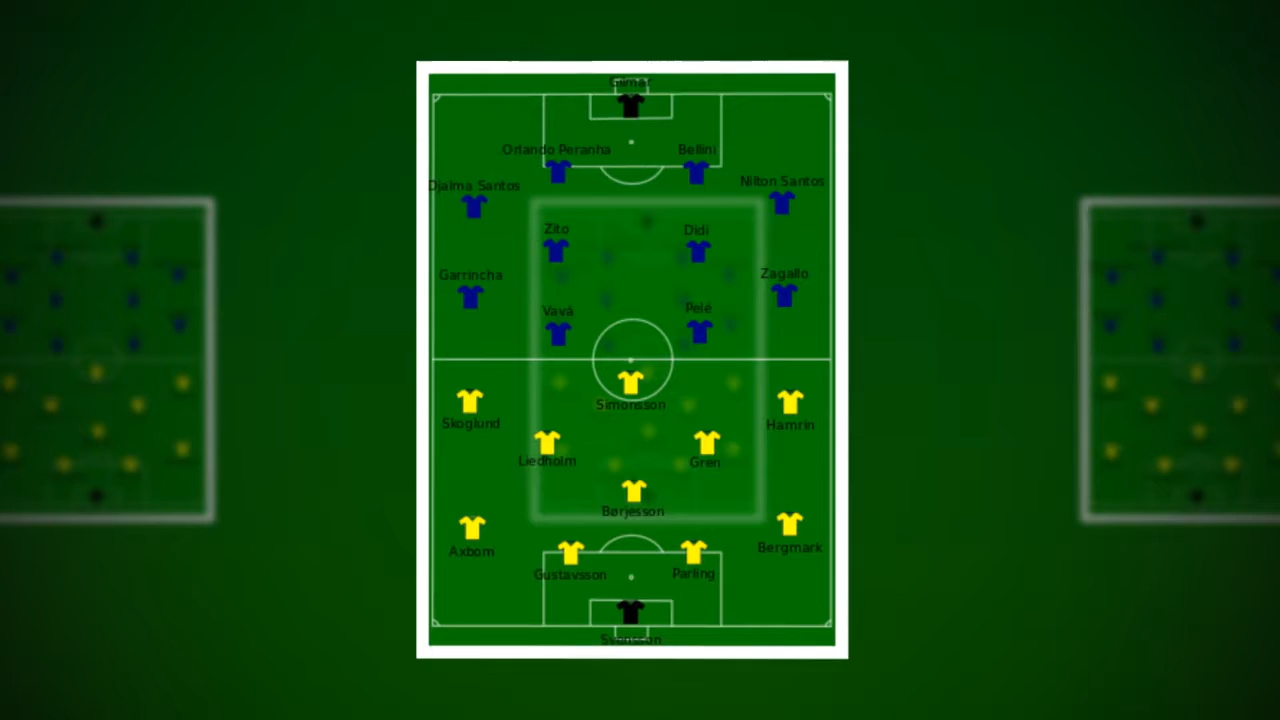 Gilmar
Orlando Peranha
Bellini
Djalma Santos
Nilton Santos
Zito
Didi
Garrincha
Zagallo
Vavá
Pelé
Simonsson
Skoglund
Hamrin
Liedholm
Gren
Børjesson
Axbom
Bergmark
Gustavsson
Parling
Svensson